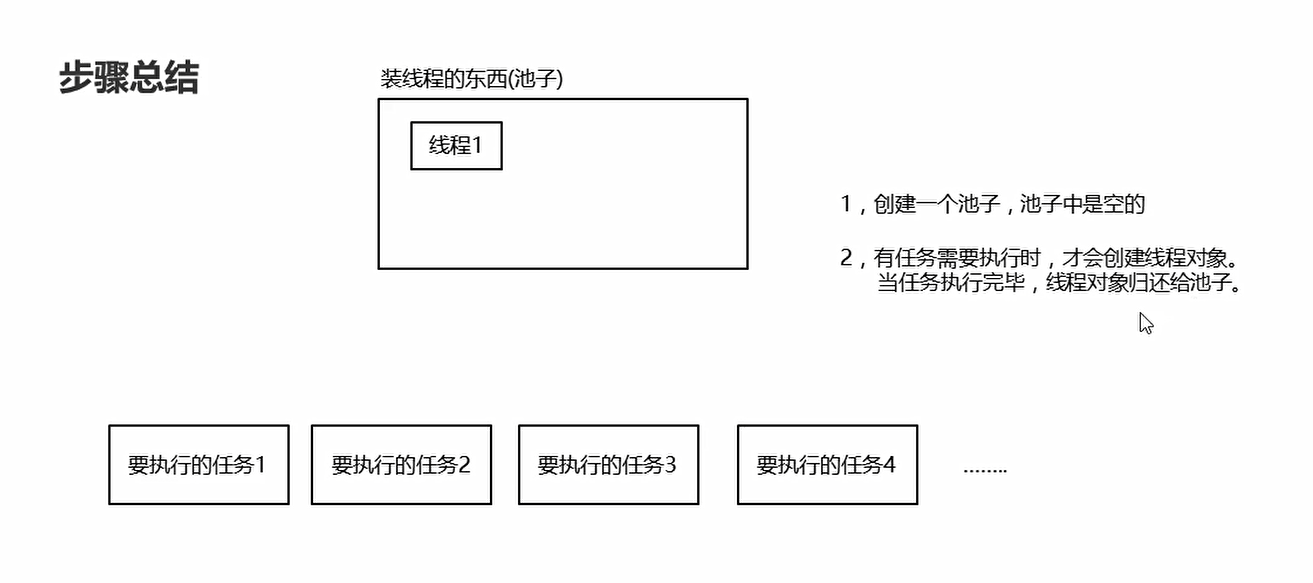 步骤总结
装线程的东西(池子)
线程1
1，创建一个池子，池子中是空的
2，有任务需要执行时，才会创建线程对象。
当任务执行完毕，线程对象归还给池子。
要执行的任务1
要执行的任务2
要执行的任务3
要执行的任务4
........